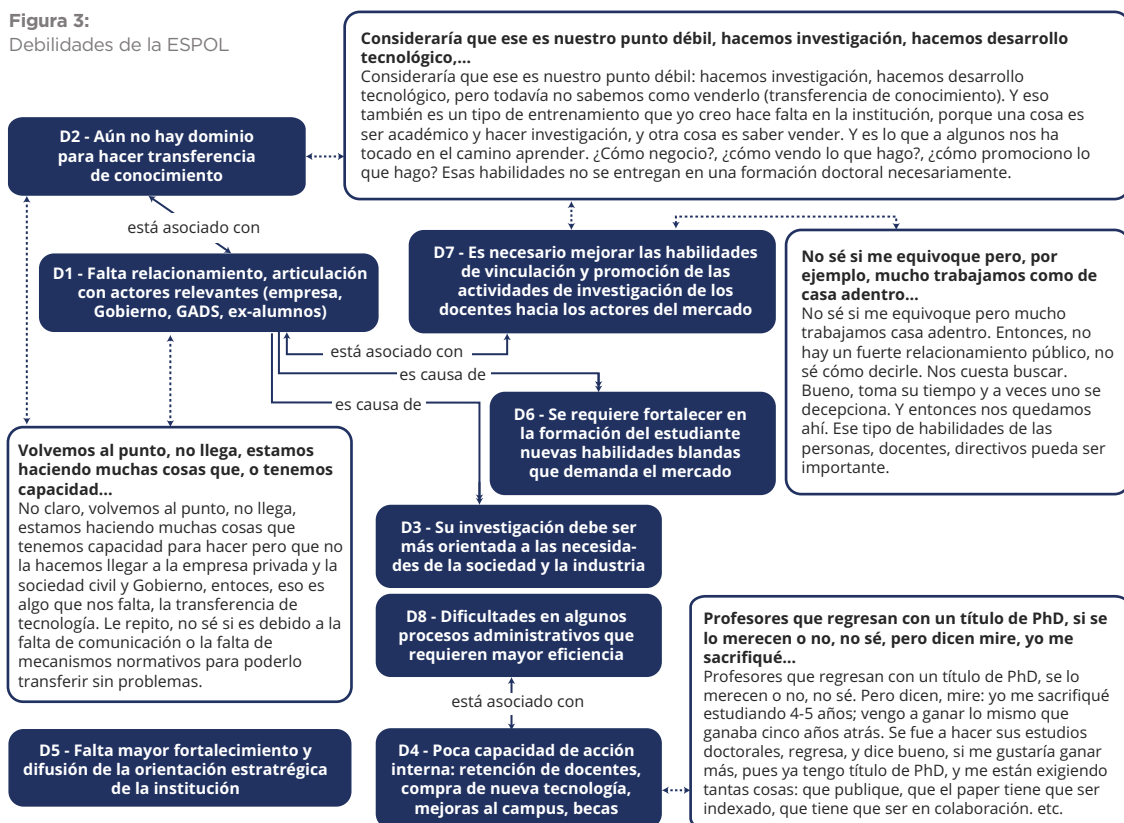 Figura 3:
Debilidades de la ESPOL
Consideraría que ese es nuestro punto débil, hacemos investigación, hacemos desarrollo
tecnológico,...
Consideraría que ese es nuestro punto débil: hacemos investigación, hacemos desarrollo
tecnológico, pero todavía no sabemos como venderlo (transferencia de conocimiento). Y eso
también es un tipo de entrenamiento que yo creo hace falta en la institución, porque una cosa es
ser académico y hacer investigación, y otra cosa es saber vender. Y es lo que a algunos nos ha
tocado en el camino aprender. ¿Cómo negocio?, ¿cómo vendo lo que hago?, ¿cómo promociono lo
que hago? Esas habilidades no se entregan en una formación doctoral necesariamente.
D2 - Aún no hay dominio
para hacer transferencia
de conocimiento
está asociado con
D1 - Falta relacionamiento, articulación
con actores relevantes (empresa,
Gobierno, GADS, ex-alumnos)
D7 - Es necesario mejorar las habilidades
de vinculación y promoción de las
actividades de investigación de los
docentes hacia los actores del mercado
No sé si me equivoque pero, por
ejemplo, mucho trabajamos como de
casa adentro...
No sé si me equivoque pero mucho
trabajamos casa adentro. Entonces, no
hay un fuerte relacionamiento público, no
sé cómo decirle. Nos cuesta buscar.
Bueno, toma su tiempo y a veces uno se
decepciona. Y entonces nos quedamos
ahí. Ese tipo de habilidades de las
personas, docentes, directivos pueda ser
importante.
está asociado con
es causa de
es causa de
D6 - Se requiere fortalecer en
la formación del estudiante
nuevas habilidades blandas
que demanda el mercado
Volvemos al punto, no llega, estamos
haciendo muchas cosas que, o tenemos
capacidad...
No claro, volvemos al punto, no llega,
estamos haciendo muchas cosas que
tenemos capacidad para hacer pero que no
la hacemos llegar a la empresa privada y la
sociedad civil y Gobierno, entoces, eso es
algo que nos falta, la transferencia de
tecnología. Le repito, no sé si es debido a la
falta de comunicación o la falta de
mecanismos normativos para poderlo
transferir sin problemas.
D3 - Su investigación debe ser
más orientada a las necesida-
des de la sociedad y la industria
D8 - Dificultades en algunos
procesos administrativos que
requieren mayor eficiencia
está asociado con
D4 - Poca capacidad de acción
interna: retención de docentes,
compra de nueva tecnología,
mejoras al campus, becas
Profesores que regresan con un título de PhD, si se
lo merecen o no, no sé, pero dicen mire, yo me
sacrifiqué...
Profesores que regresan con un título de PhD, se lo
merecen o no, no sé. Pero dicen, mire: yo me sacrifiqué
estudiando 4-5 años; vengo a ganar lo mismo que
ganaba cinco años atrás. Se fue a hacer sus estudios
doctorales, regresa, y dice bueno, si me gustaría ganar
más, pues ya tengo título de PhD, y me están exigiendo
tantas cosas: que publique, que el paper tiene que ser
indexado, que tiene que ser en colaboración. etc.
D5 - Falta mayor fortalecimiento y
difusión de la orientación estratrégica
de la institución